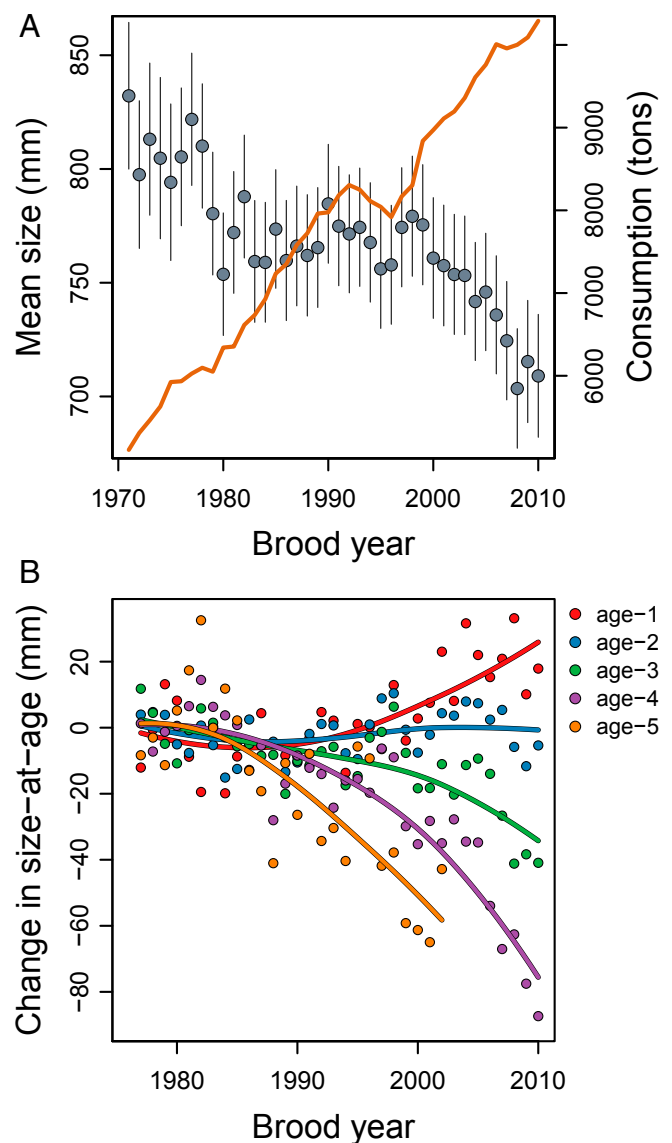 A
850
800
750
700
Mean size (mm)
9000
8000
7000
6000
Consumption (tons)
1970 1980 1990 2000 2010
Brood year
B
20
0
−20
−40
−60
−80
Change in size−at−age (mm)
age−1
age−2
age−3
age−4
age−5
1980 1990 2000 2010
Brood year